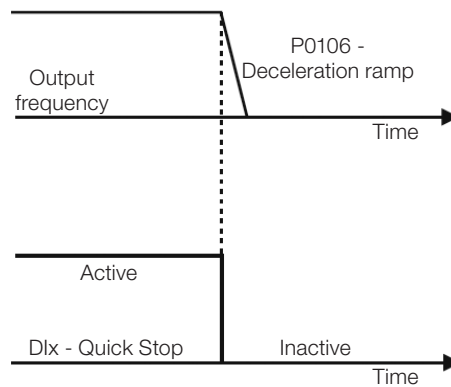 P0106 -
Deceleration ramp
Output
frequency
Time
Active
DIx - Quick Stop
Inactive
Time